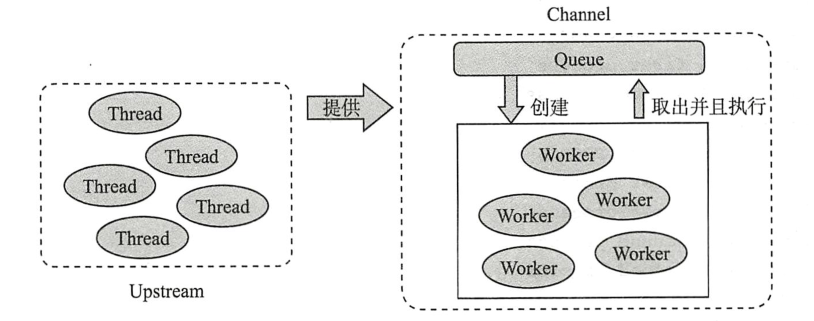 Channel
Queue
创建
取出并且执行
Worker
Worker
Worker
Worker
Worker
提供
Thread
Thread
Thread
Thread
Thread
Upstream